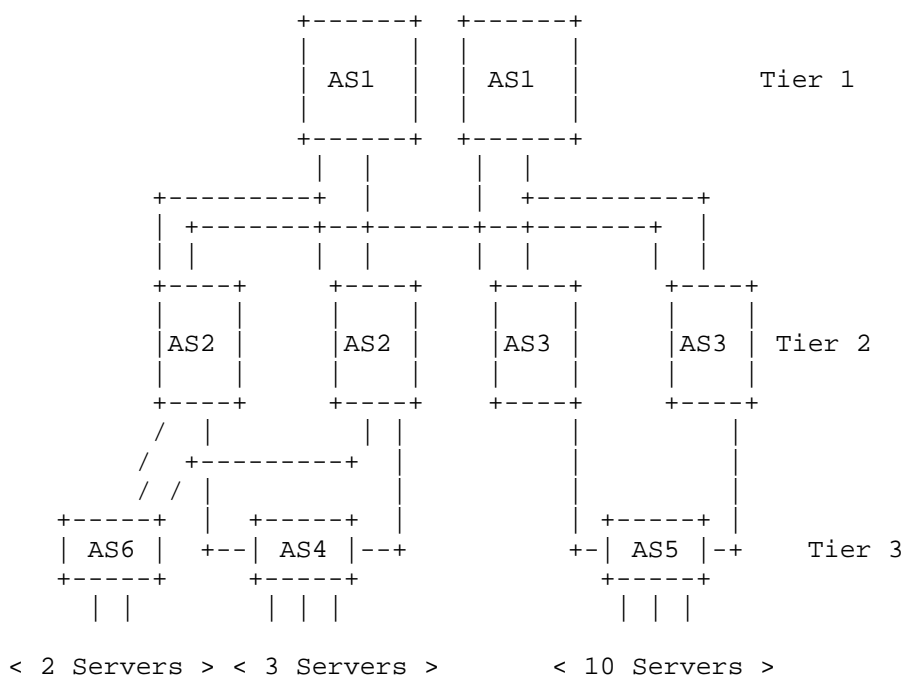 AS1 AS1 Tier 1
AS2 AS2 AS3 AS3 Tier 2
AS6 AS4 AS5 Tier 3
< 2 Servers > < 3 Servers > < 10 Servers >